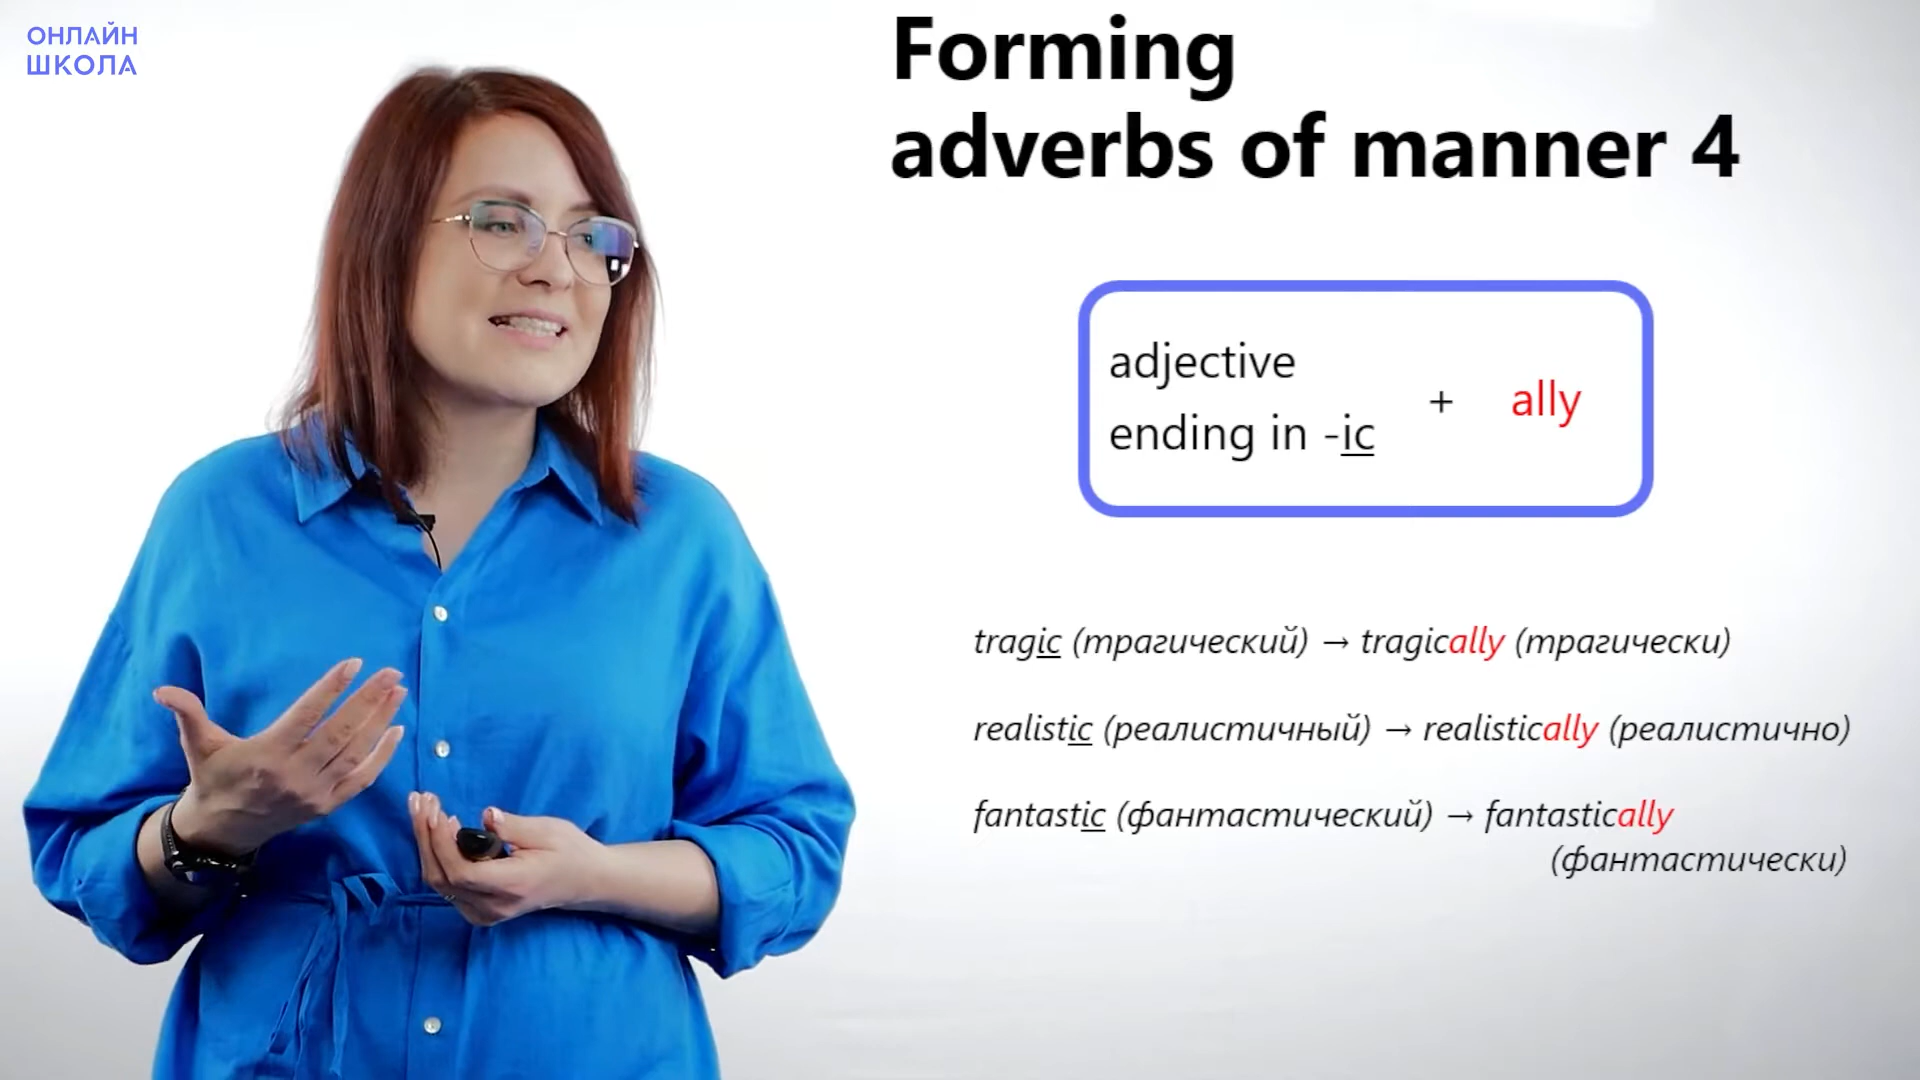 ОНЛАЙН
ШКОЛА
Forming
adverbs of manner 4
adjective
ending in -ic + ally
tragic (трагический) → tragically (трагически)
realistic (реалистичный) → realistically (реалистично)
fantastic (фантастический) → fantastically
(фантастически)